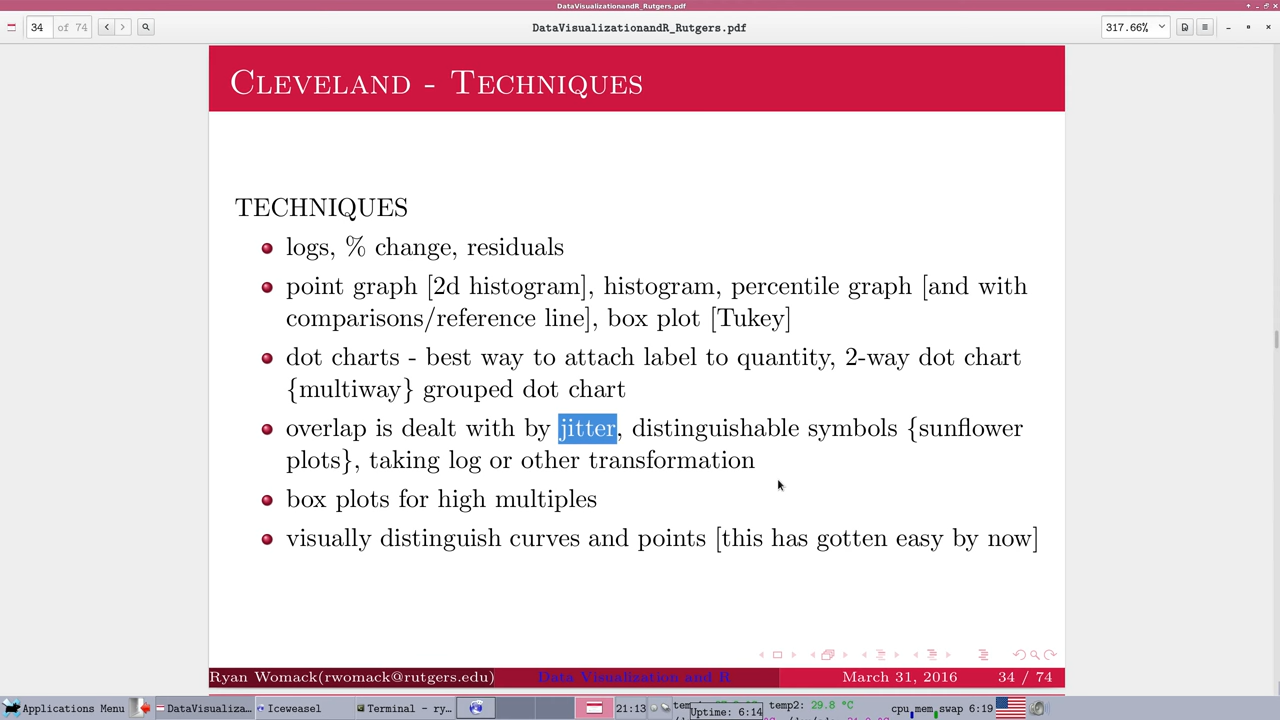 DataVisualizationandR_Rutgers.pdf
34 of 74
DataVisualizationandR_Rutgers.pdf
317.66%
Cleveland - Techniques
TECHNIQUES
logs, % change, residuals
point graph [2d histogram], histogram, percentile graph [and with
comparisons/reference line], box plot [Tukey]
dot charts - best way to attach label to quantity, 2-way dot chart
{multiway} grouped dot chart
overlap is dealt with by jitter, distinguishable symbols {sunflower
plots}, taking log or other transformation
box plots for high multiples
visually distinguish curves and points [this has gotten easy by now]
Ryan Womack(rwomack@rutgers.edu) Data Visualization and R March 31, 2016 34 / 74
Applications Menu DataVisualiza... Iceweasel Terminal - ry... 21:13 temp2: 29.8 °C cpu mem swap 6:19
Uptime: 6:14